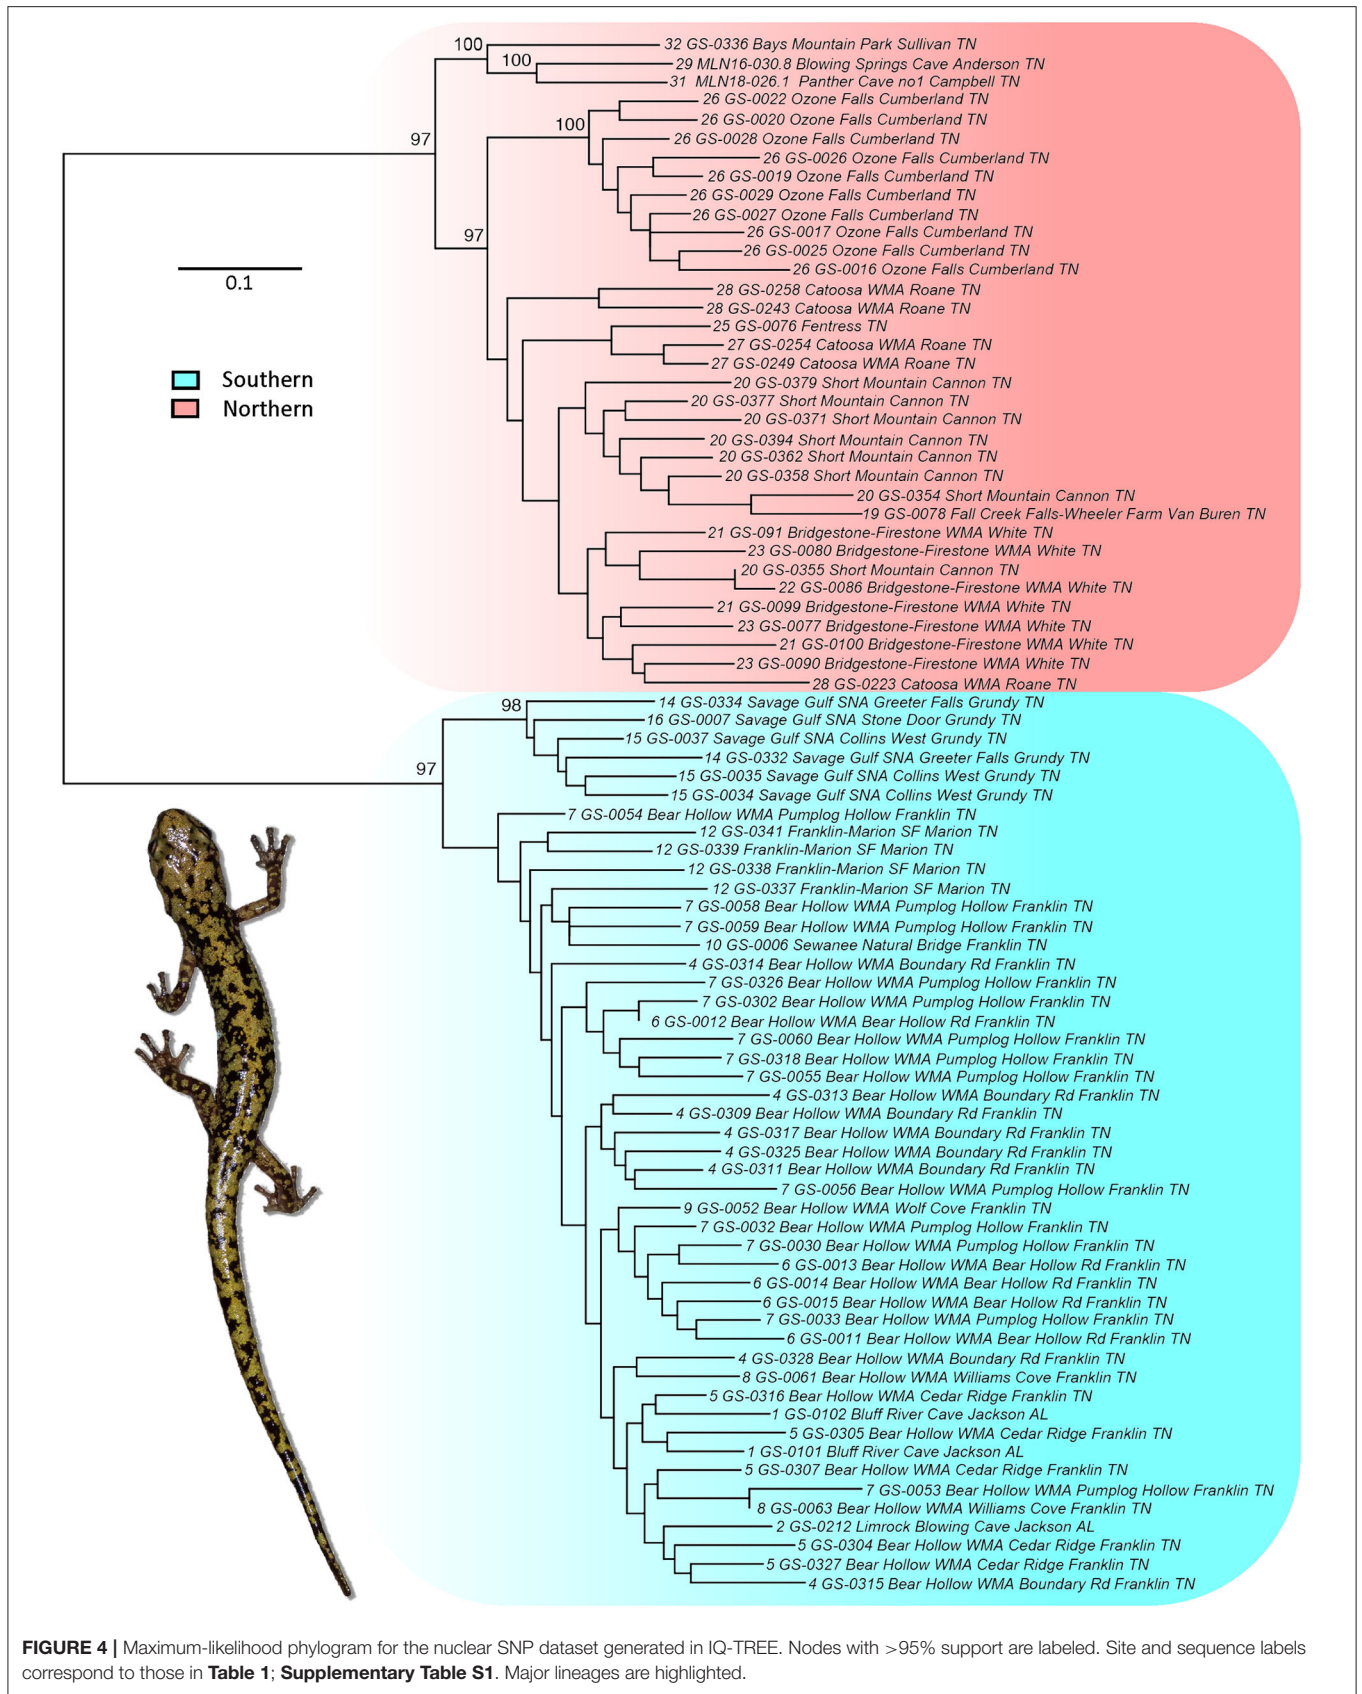 100
32 GS-0336 Bays Mountain Park Sullivan TN
100
29 MLN16-030.8 Blowing Springs Cave Anderson TN
31 MLN18-026.1 Panther Cave no1 Campbell TN
26 GS-0022 Ozone Falls Cumberland TN
100
26 GS-0020 Ozone Falls Cumberland TN
97
26 GS-0028 Ozone Falls Cumberland TN
26 GS-0026 Ozone Falls Cumberland TN
26 GS-0019 Ozone Falls Cumberland TN
26 GS-0029 Ozone Falls Cumberland TN
26 GS-0027 Ozone Falls Cumberland TN
97
26 GS-0017 Ozone Falls Cumberland TN
26 GS-0025 Ozone Falls Cumberland TN
26 GS-0016 Ozone Falls Cumberland TN
0.1
28 GS-0258 Catoosa WMA Roane TN
28 GS-0243 Catoosa WMA Roane TN
25 GS-0076 Fentress TN
27 GS-0254 Catoosa WMA Roane TN
27 GS-0249 Catoosa WMA Roane TN
Southern
Northern
20 GS-0379 Short Mountain Cannon TN
20 GS-0377 Short Mountain Cannon TN
20 GS-0371 Short Mountain Cannon TN
20 GS-0394 Short Mountain Cannon TN
20 GS-0362 Short Mountain Cannon TN
20 GS-0358 Short Mountain Cannon TN
20 GS-0354 Short Mountain Cannon TN
19 GS-0078 Fall Creek Falls-Wheeler Farm Van Buren TN
21 GS-091 Bridgestone-Firestone WMA White TN
23 GS-0080 Bridgestone-Firestone WMA White TN
20 GS-0355 Short Mountain Cannon TN
22 GS-0086 Bridgestone-Firestone WMA White TN
21 GS-0099 Bridgestone-Firestone WMA White TN
23 GS-0077 Bridgestone-Firestone WMA White TN
21 GS-0100 Bridgestone-Firestone WMA White TN
23 GS-0090 Bridgestone-Firestone WMA White TN
28 GS-0223 Catoosa WMA Roane TN
98
14 GS-0334 Savage Gulf SNA Greeter Falls Grundy TN
16 GS-0007 Savage Gulf SNA Stone Door Grundy TN
15 GS-0037 Savage Gulf SNA Collins West Grundy TN
14 GS-0332 Savage Gulf SNA Greeter Falls Grundy TN
97
15 GS-0035 Savage Gulf SNA Collins West Grundy TN
15 GS-0034 Savage Gulf SNA Collins West Grundy TN
7 GS-0054 Bear Hollow WMA Pumplog Hollow Franklin TN
12 GS-0341 Franklin-Marion SF Marion TN
12 GS-0339 Franklin-Marion SF Marion TN
12 GS-0338 Franklin-Marion SF Marion TN
12 GS-0337 Franklin-Marion SF Marion TN
7 GS-0058 Bear Hollow WMA Pumplog Hollow Franklin TN
7 GS-0059 Bear Hollow WMA Pumplog Hollow Franklin TN
10 GS-0006 Sewanee Natural Bridge Franklin TN
4 GS-0314 Bear Hollow WMA Boundary Rd Franklin TN
7 GS-0326 Bear Hollow WMA Pumplog Hollow Franklin TN
7 GS-0302 Bear Hollow WMA Pumplog Hollow Franklin TN
6 GS-0012 Bear Hollow WMA Bear Hollow Rd Franklin TN
7 GS-0060 Bear Hollow WMA Pumplog Hollow Franklin TN
7 GS-0318 Bear Hollow WMA Pumplog Hollow Franklin TN
7 GS-0055 Bear Hollow WMA Pumplog Hollow Franklin TN
4 GS-0313 Bear Hollow WMA Boundary Rd Franklin TN
4 GS-0309 Bear Hollow WMA Boundary Rd Franklin TN
4 GS-0317 Bear Hollow WMA Boundary Rd Franklin TN
4 GS-0325 Bear Hollow WMA Boundary Rd Franklin TN
4 GS-0311 Bear Hollow WMA Boundary Rd Franklin TN
7 GS-0056 Bear Hollow WMA Pumplog Hollow Franklin TN
9 GS-0052 Bear Hollow WMA Wolf Cove Franklin TN
7 GS-0032 Bear Hollow WMA Pumplog Hollow Franklin TN
7 GS-0030 Bear Hollow WMA Pumplog Hollow Franklin TN
6 GS-0013 Bear Hollow WMA Bear Hollow Rd Franklin TN
6 GS-0014 Bear Hollow WMA Bear Hollow Rd Franklin TN
6 GS-0015 Bear Hollow WMA Bear Hollow Rd Franklin TN
7 GS-0033 Bear Hollow WMA Pumplog Hollow Franklin TN
6 GS-0011 Bear Hollow WMA Bear Hollow Rd Franklin TN
4 GS-0328 Bear Hollow WMA Boundary Rd Franklin TN
8 GS-0061 Bear Hollow WMA Williams Cove Franklin TN
5 GS-0316 Bear Hollow WMA Cedar Ridge Franklin TN
1 GS-0102 Bluff River Cave Jackson AL
5 GS-0305 Bear Hollow WMA Cedar Ridge Franklin TN
1 GS-0101 Bluff River Cave Jackson AL
5 GS-0307 Bear Hollow WMA Cedar Ridge Franklin TN
7 GS-0053 Bear Hollow WMA Pumplog Hollow Franklin TN
8 GS-0063 Bear Hollow WMA Williams Cove Franklin TN
2 GS-0212 Limrock Blowing Cave Jackson AL
5 GS-0304 Bear Hollow WMA Cedar Ridge Franklin TN
5 GS-0327 Bear Hollow WMA Cedar Ridge Franklin TN
4 GS-0315 Bear Hollow WMA Boundary Rd Franklin TN
FIGURE 4 | Maximum-likelihood phylogram for the nuclear SNP dataset generated in IQ-TREE. Nodes with >95% support are labeled. Site and sequence labels
correspond to those in Table 1; Supplementary Table S1. Major lineages are highlighted.